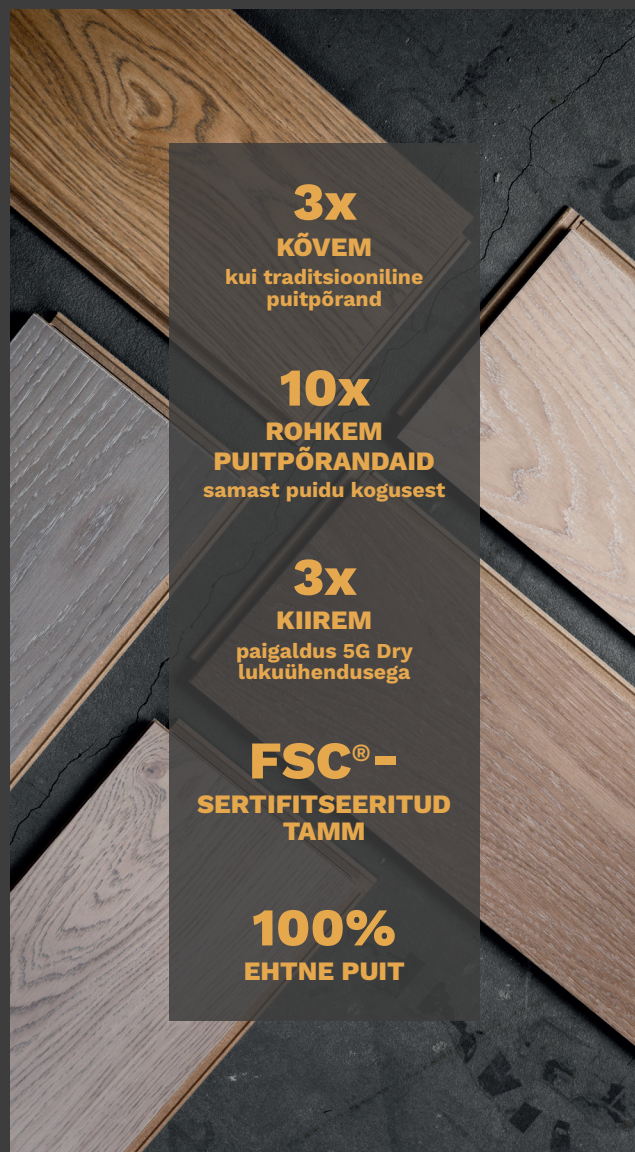 3x
KÕVEM
kui traditsiooniline
puitpõrand
10x
ROHKEM
PUITPÕRANDAID
samast puidu kogusest
3x
KIIREM
paigaldus 5G Dry
lukuühendusega
FSC®-
SERTIFITSEERITUD
TAMM
100%
EHTNE PUIT